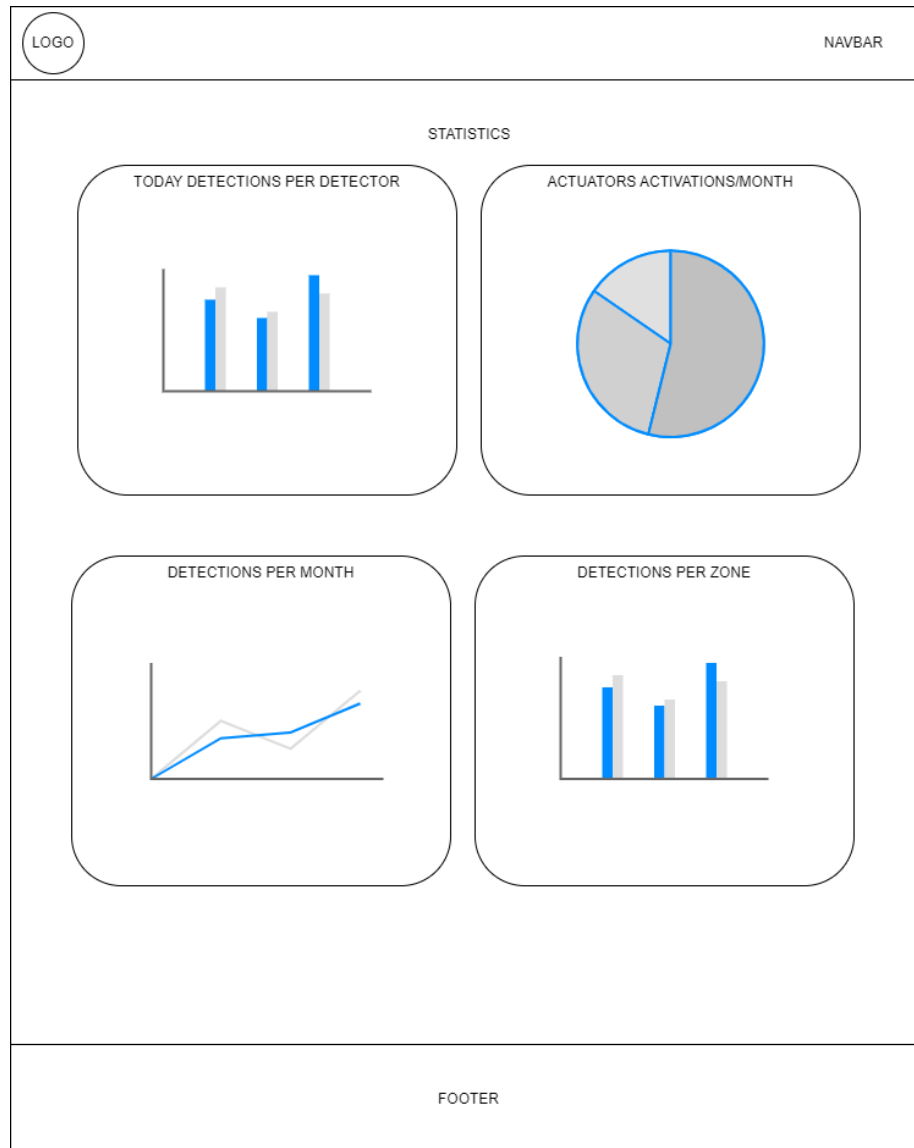 LOGO
NAVBAR
STATISTICS
TODAY DETECTIONS PER DETECTOR
ACTUATORS ACTIVATIONS/MONTH
DETECTIONS PER MONTH
DETECTIONS PER ZONE
FOOTER